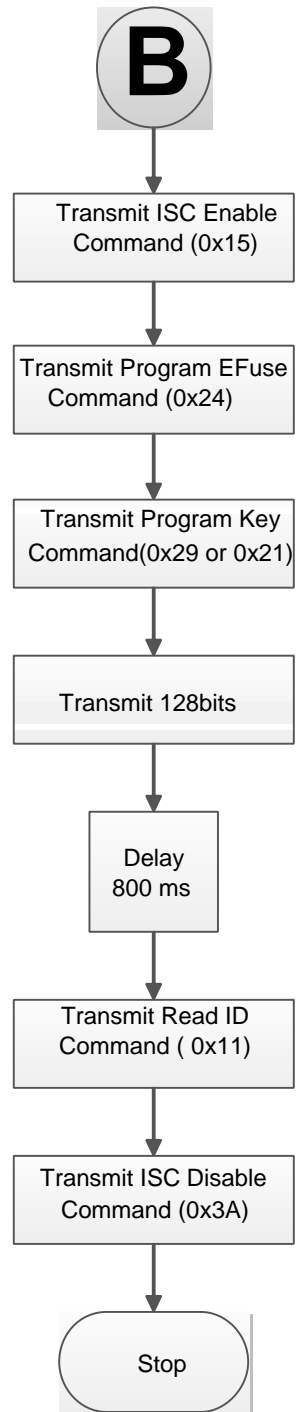 B
Transmit ISC Enable
Command (0x15)
Transmit Program EFuse
Command (0x24)
Transmit Program Key
Command(0x29 or 0x21)
Transmit 128bits
Delay
800 ms
Transmit Read ID
Command ( 0x11)
Transmit ISC Disable
Command (0x3A)
Stop